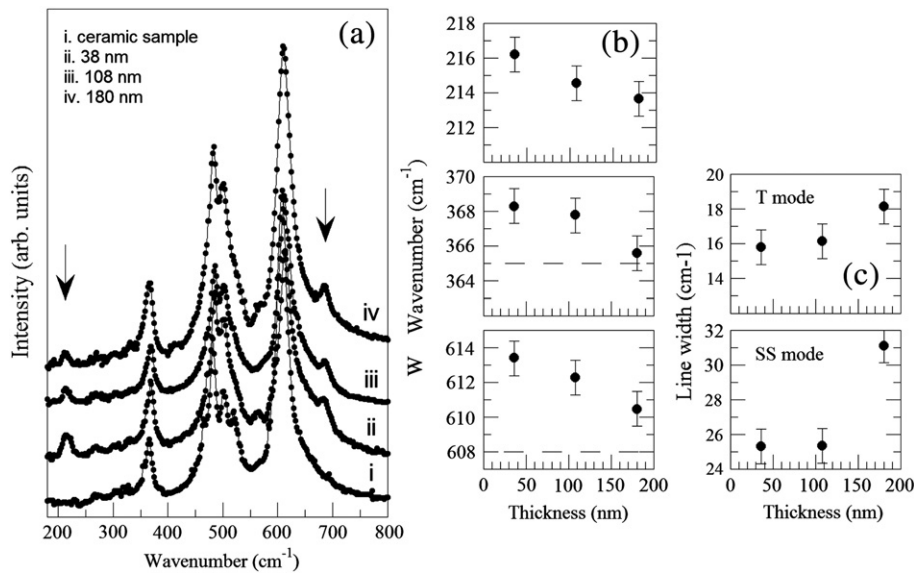 (a)
i. ceramic sample
ii. 38 nm
iii. 108 nm
iv. 180 nm
iv
iii
ii
i
Intensity (arb. units)
200 300 400 500 600 700 800
Wavenumber (cm-1)
(b)
216
214
212
370
368
366
364
614
612
610
608
W Wavenumber (cm-1)
0 50 100 150 200
Thickness (nm)
(c)
T mode
18
16
14
12
SS mode
32
30
28
26
24
Line width (cm-1)
0 50 100 150 200
Thickness (nm)